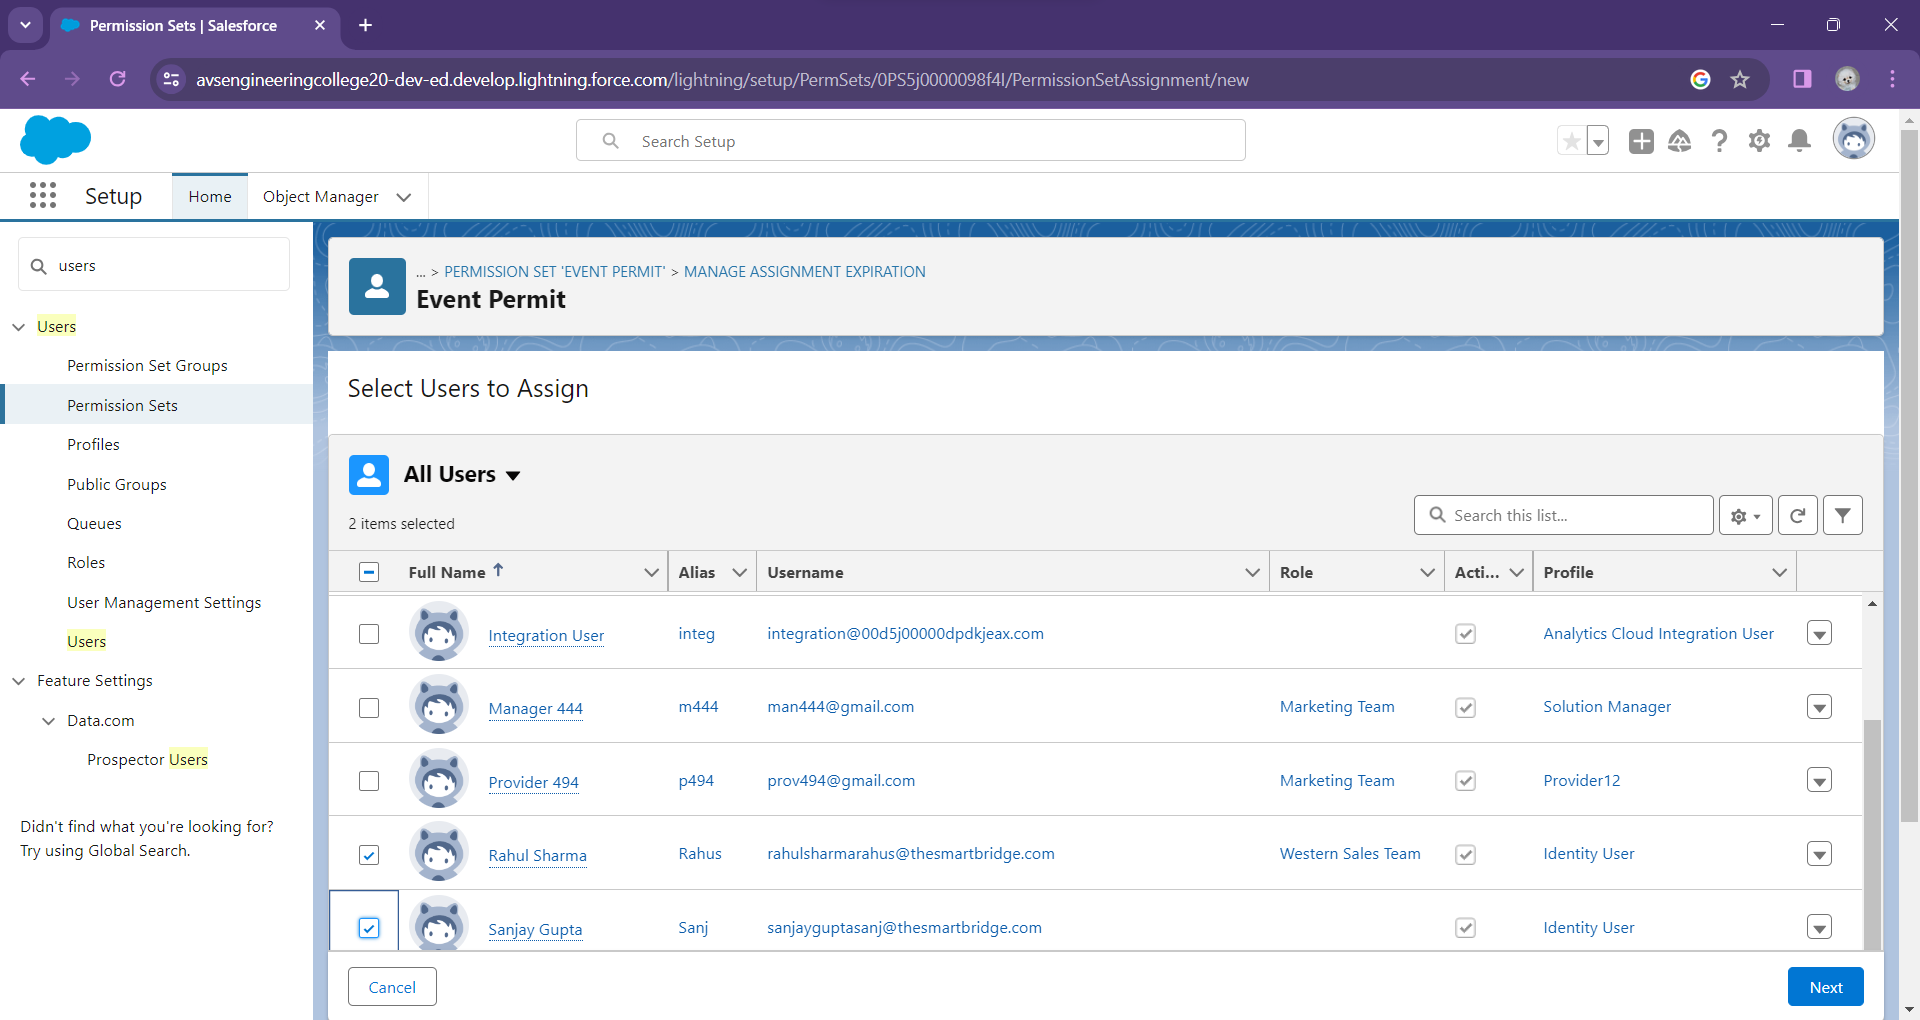 Permission Sets | Salesforce
avsengineeringcollege20-dev-ed.develop.lightning.force.com/lightning/setup/PermSets/0PS5j0000098f4I/PermissionSetAssignment/new
Search Setup
Setup
Home
Object Manager
users
Users
Permission Set Groups
Permission Sets
Profiles
Public Groups
Queues
Roles
User Management Settings
Users
Feature Settings
Data.com
Prospector Users
Didn't find what you're looking for?
Try using Global Search.
... > PERMISSION SET 'EVENT PERMIT' > MANAGE ASSIGNMENT EXPIRATION
Event Permit
Select Users to Assign
All Users
2 items selected
Search this list...
Full Name Alias Username Role Acti... Profile
Integration User integ integration@00d5j00000dpdkjeax.com Analytics Cloud Integration User
Manager 444 m444 man444@gmail.com Marketing Team Solution Manager
Provider 494 p494 prov494@gmail.com Marketing Team Provider12
Rahul Sharma Rahus rahulsharmarahus@thesmartbridge.com Western Sales Team Identity User
Sanjay Gupta Sanj sanjayguptasanj@thesmartbridge.com Identity User
Cancel
Next